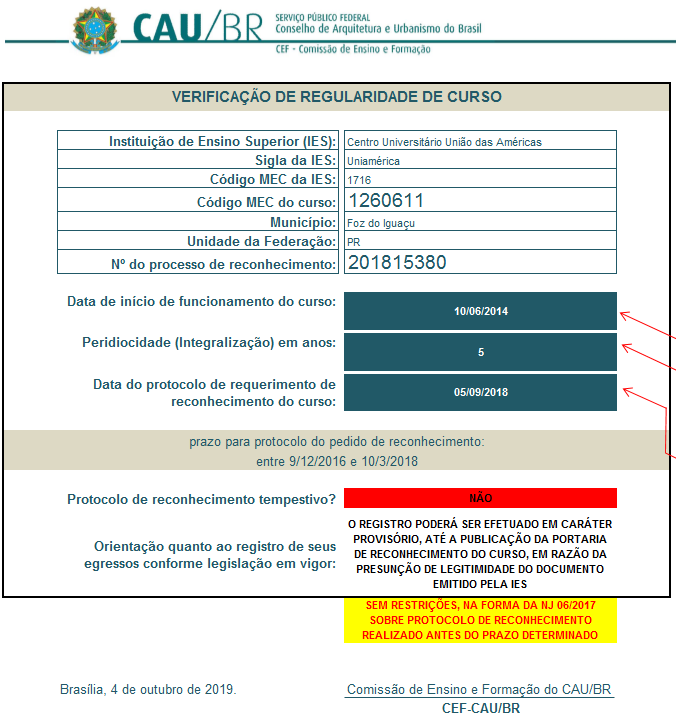 CAU/BR
SERVIÇO PÚBLICO FEDERAL
Conselho de Arquitetura e Urbanismo do Brasil
CEF - Comissão de Ensino e Formação
VERIFICAÇÃO DE REGULARIDADE DE CURSO
Instituição de Ensino Superior (IES): Centro Universitário União das Américas
Sigla da IES: Uniamérica
Código MEC da IES: 1716
Código MEC do curso: 1260611
Município: Foz do Iguaçu
Unidade da Federação: PR
Nº do processo de reconhecimento: 201815380
Data de início de funcionamento do curso: 10/06/2014
Peridiocidade (Integralização) em anos: 5
Data do protocolo de requerimento de
reconhecimento do curso: 05/09/2018
prazo para protocolo do pedido de reconhecimento:
entre 9/12/2016 e 10/3/2018
Protocolo de reconhecimento tempestivo? NÃO
Orientação quanto ao registro de seus
egressos conforme legislação em vigor:
O REGISTRO PODERÁ SER EFETUADO EM CARÁTER
PROVISÓRIO, ATÉ A PUBLICAÇÃO DA PORTARIA
DE RECONHECIMENTO DO CURSO, EM RAZÃO DA
PRESUNÇÃO DE LEGITIMIDADE DO DOCUMENTO
EMITIDO PELA IES
SEM RESTRIÇÕES, NA FORMA DA NJ 06/2017
SOBRE PROTOCOLO DE RECONHECIMENTO
REALIZADO ANTES DO PRAZO DETERMINADO
Brasília, 4 de outubro de 2019.
Comissão de Ensino e Formação do CAU/BR
CEF-CAU/BR